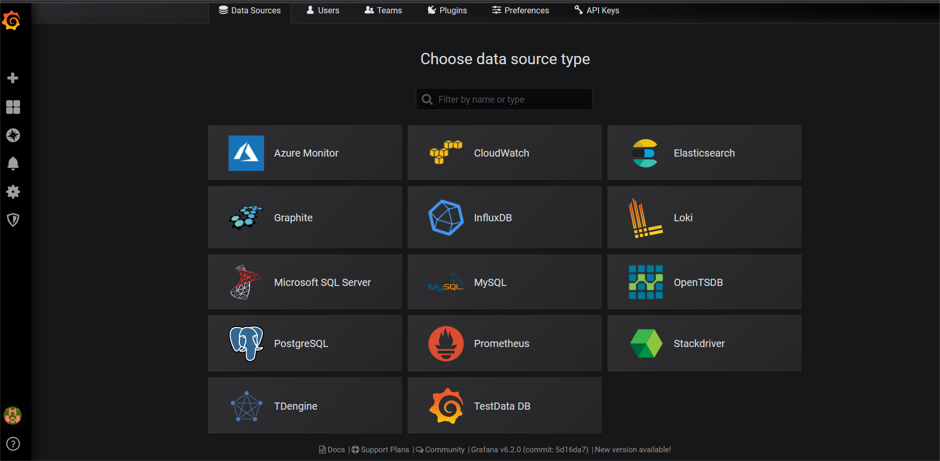 Data Sources Users Teams Plugins Preferences API Keys
Choose data source type
Filter by name or type
Azure Monitor CloudWatch Elasticsearch
Graphite InfluxDB Loki
Microsoft SQL Server MySQL MySQL OpenTSDB
PostgreSQL Prometheus Stackdriver
TDengine TestData DB
Docs | Support Plans | Community | Grafana v6.2.0 (commit: 5d16da7) | New version available!